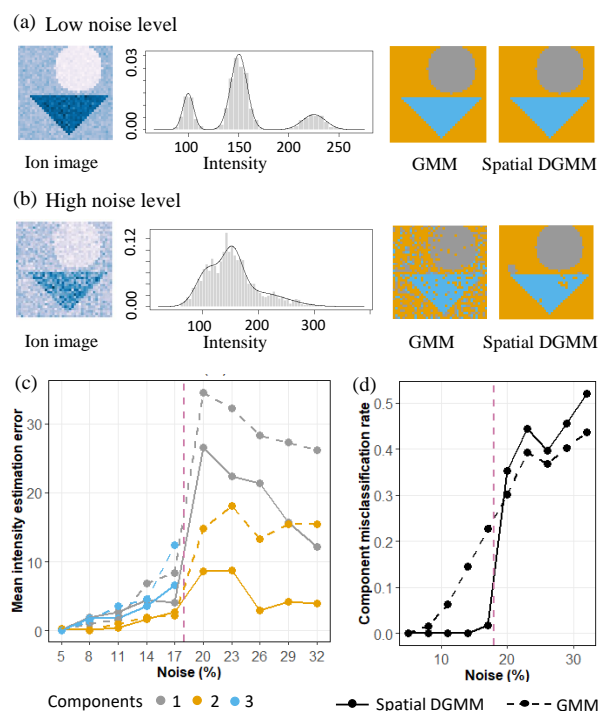 (a) Low noise level
0.03
0.00
100 150 200 250
Ion image
Intensity
GMM
Spatial DGMM
(b) High noise level
0.12
0.00
100 200 300
Ion image
Intensity
GMM
Spatial DGMM
(c)
Mean intensity estimation error
30
20
10
0
5 8 11 14 17 20 23 26 29 32
Noise (%)
Components 1 2 3
(d)
Component misclassification rate
0.5
0.4
0.3
0.2
0.1
0.0
10 20 30
Noise (%)
Spatial DGMM GMM